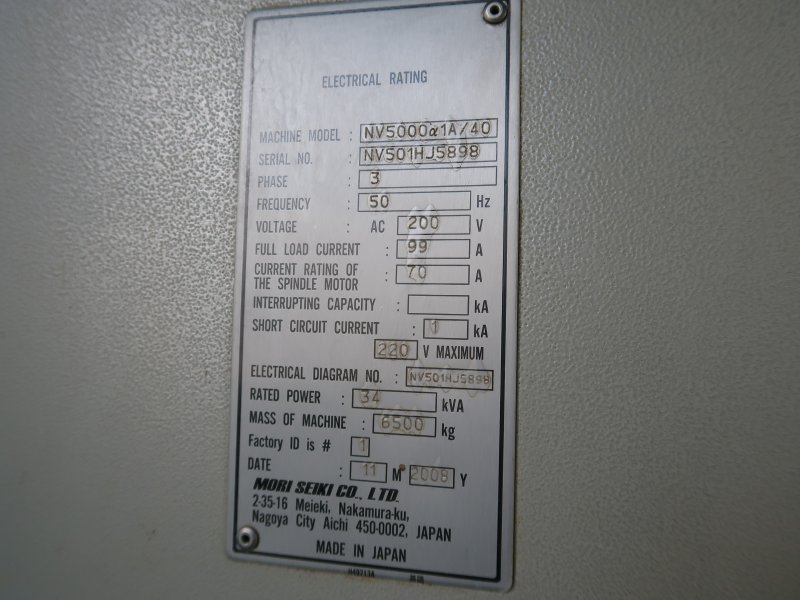 ELECTRICAL RATING
MACHINE MODEL : NV5000α1A/40
SERIAL NO. : NV501HJ5898
PHASE : 3
FREQUENCY : 50 Hz
VOLTAGE : AC 200 V
FULL LOAD CURRENT : 99 A
CURRENT RATING OF
THE SPINDLE MOTOR : 70 A
INTERRUPTING CAPACITY : kA
SHORT CIRCUIT CURRENT : 1 kA
220 V MAXIMUM
ELECTRICAL DIAGRAM NO. : NV501HJ5898
RATED POWER : 34 kVA
MASS OF MACHINE : 6500 kg
Factory ID is # 1
DATE : 11 M 2008 Y
MORI SEIKI CO., LTD.
2-35-16 Meieki, Nakamura-ku,
Nagoya City Aichi 450-0002, JAPAN
MADE IN JAPAN